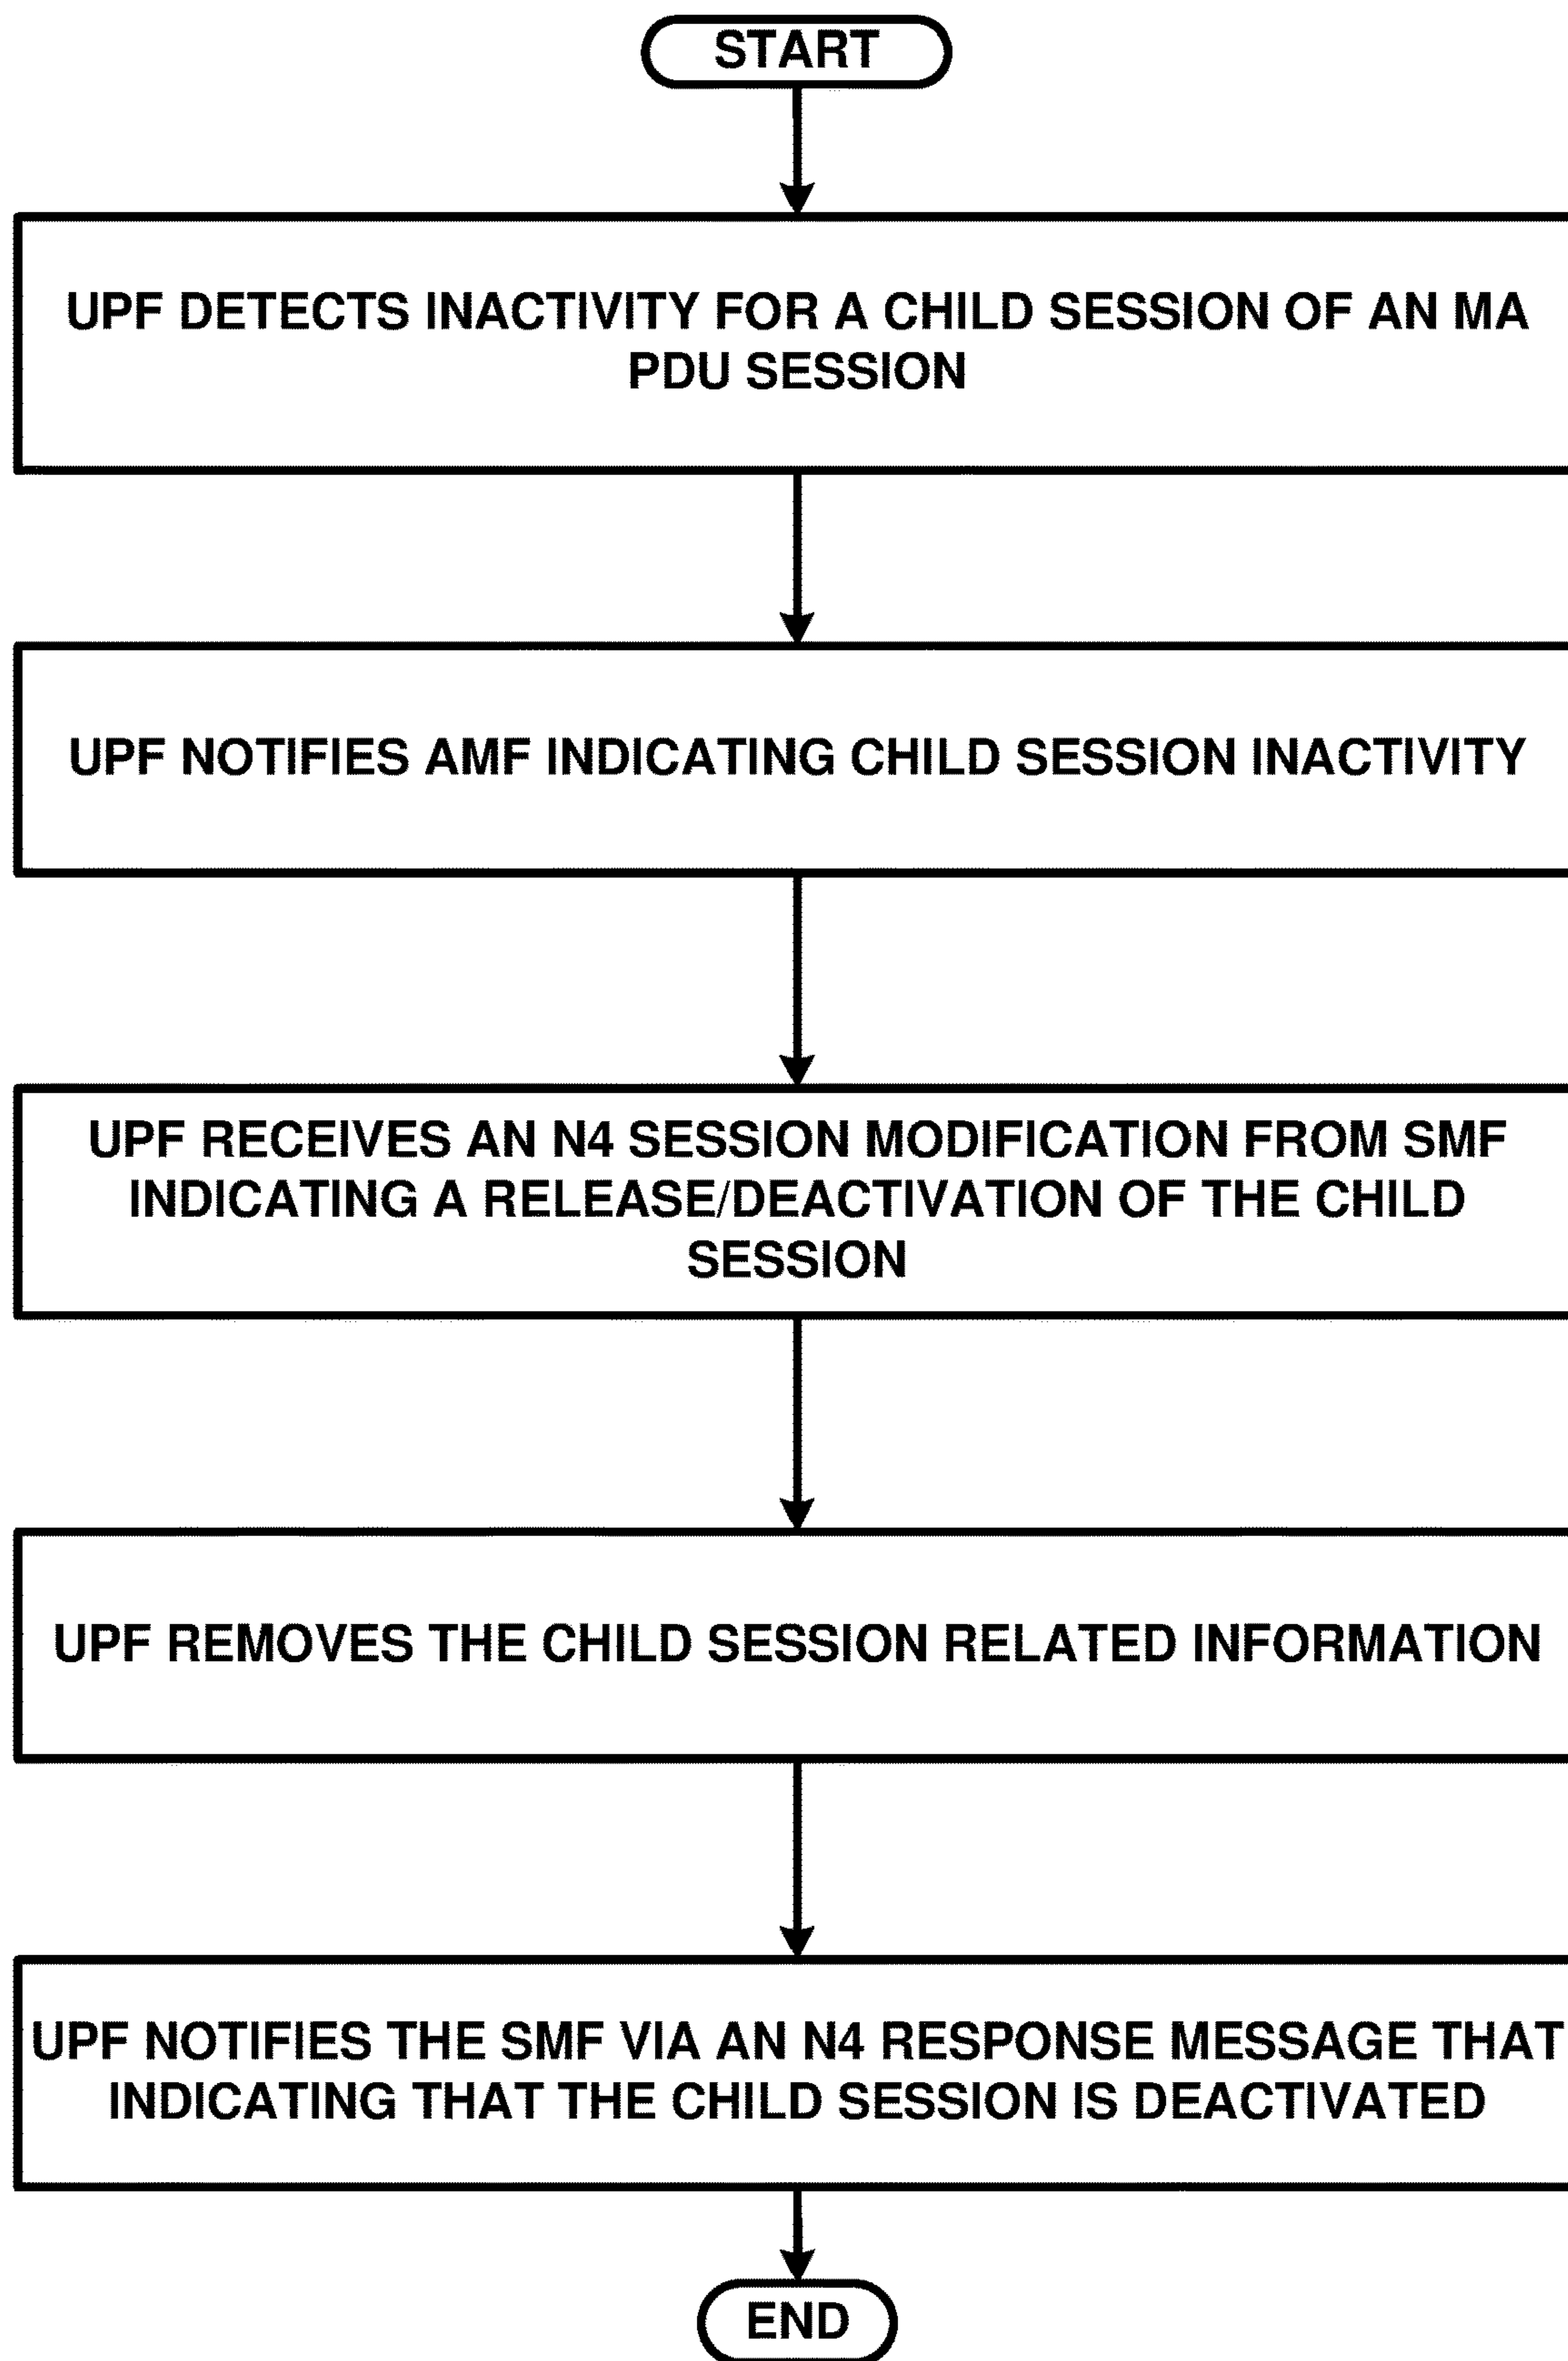 START
UPF DETECTS INACTIVITY FOR A CHILD SESSION OF AN MA
PDU SESSION
UPF NOTIFIES AMF INDICATING CHILD SESSION INACTIVITY
UPF RECEIVES AN N4 SESSION MODIFICATION FROM SMF
INDICATING A RELEASE/DEACTIVATION OF THE CHILD
SESSION
UPF REMOVES THE CHILD SESSION RELATED INFORMATION
UPF NOTIFIES THE SMF VIA AN N4 RESPONSE MESSAGE THAT
INDICATING THAT THE CHILD SESSION IS DEACTIVATED
END